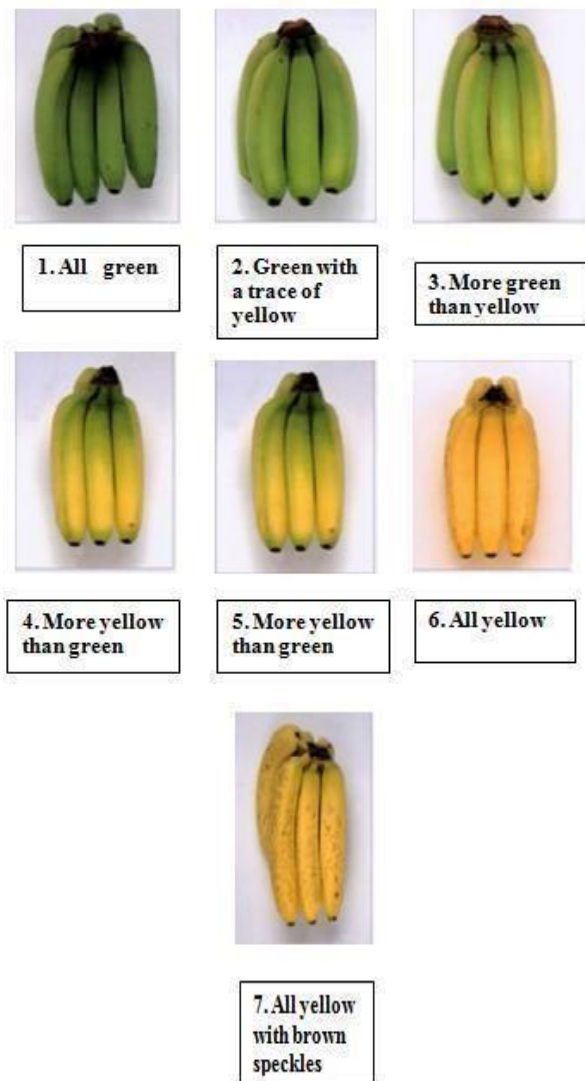 1. All green
2. Green with
a trace of
yellow
3. More green
than yellow
4. More yellow
than green
5. More yellow
than green
6. All yellow
7. All yellow
with brown
speckles